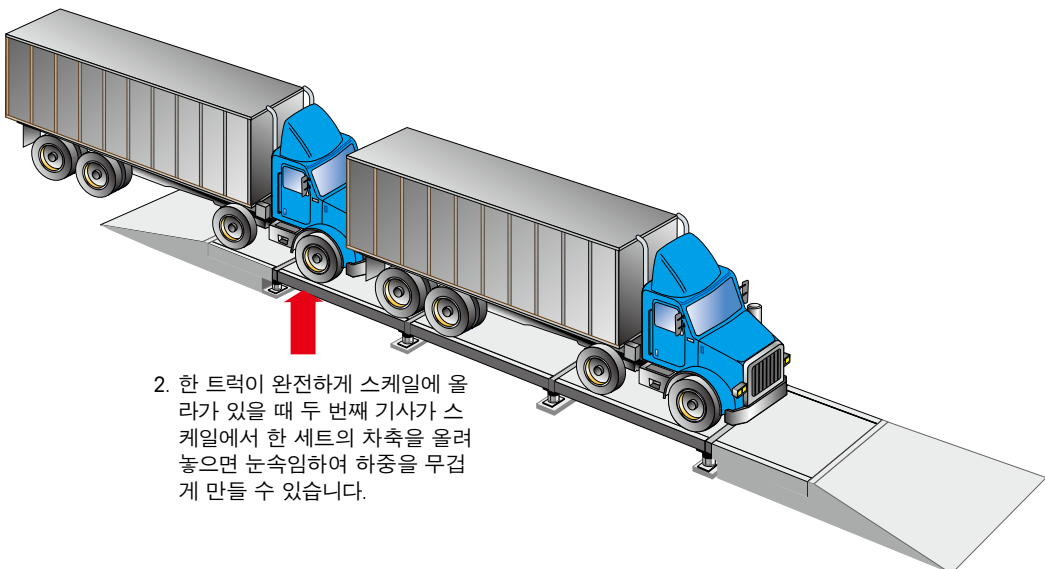 2. 한 트럭이 완전하게 스케일에 올
라가 있을 때 두 번째 기사가 스
케일에서 한 세트의 차축을 올려
놓으면 눈속임하여 하중을 무겁
게 만들 수 있습니다.